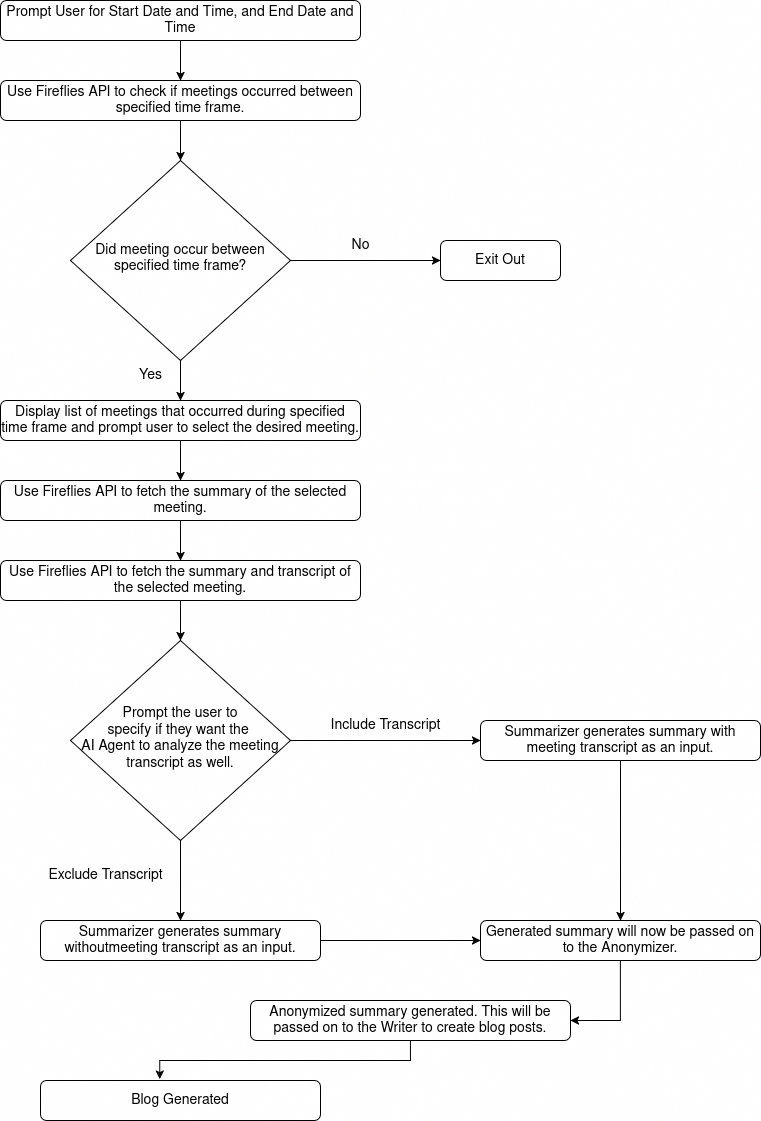 Prompt User for Start Date and Time, and End Date and
Time
Use Fireflies API to check if meetings occurred between
specified time frame.
Did meeting occur between
specified time frame?
No
Exit Out
Yes
Display list of meetings that occurred during specified
time frame and prompt user to select the desired meeting.
Use Fireflies API to fetch the summary of the selected
meeting.
Use Fireflies API to fetch the summary and transcript of
the selected meeting.
Prompt the user to
specify if they want the
AI Agent to analyze the meeting
transcript as well.
Include Transcript
Summarizer generates summary with
meeting transcript as an input.
Exclude Transcript
Summarizer generates summary
withoutmeeting transcript as an input.
Generated summary will now be passed on
to the Anonymizer.
Anonymized summary generated. This will be
passed on to the Writer to create blog posts.
Blog Generated